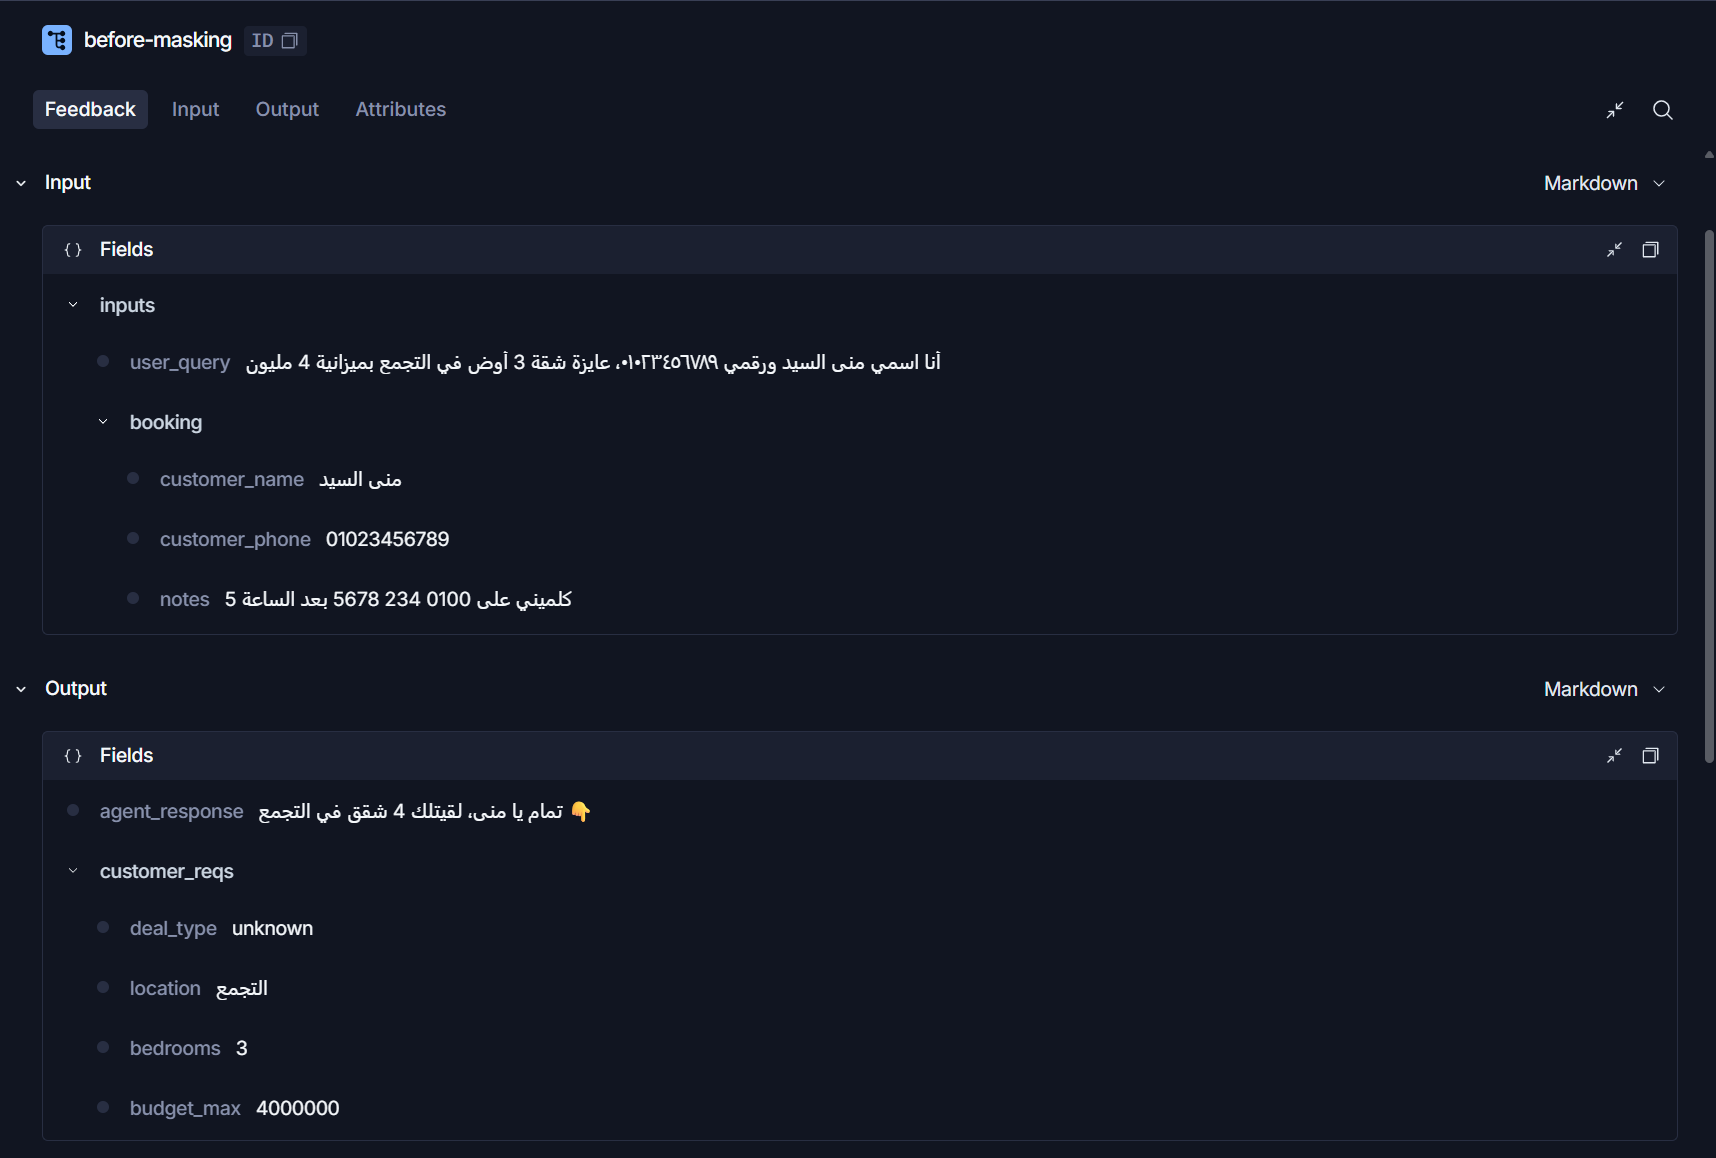 before-masking ID
Feedback Input Output Attributes
Input Markdown
{} Fields
inputs
user_query أنا اسمي منى السيد ورقمي ٠١٠٢٣٤٥٦٧٨٩، عايزة شقة 3 أوض في التجمع بميزانية 4 مليون
booking
customer_name منى السيد
customer_phone 01023456789
notes كلميني على 0100 234 5678 بعد الساعة 5
Output Markdown
{} Fields
agent_response تمام يا منى، لقيتلك 4 شقق في التجمع 👇
customer_reqs
deal_type unknown
location التجمع
bedrooms 3
budget_max 4000000